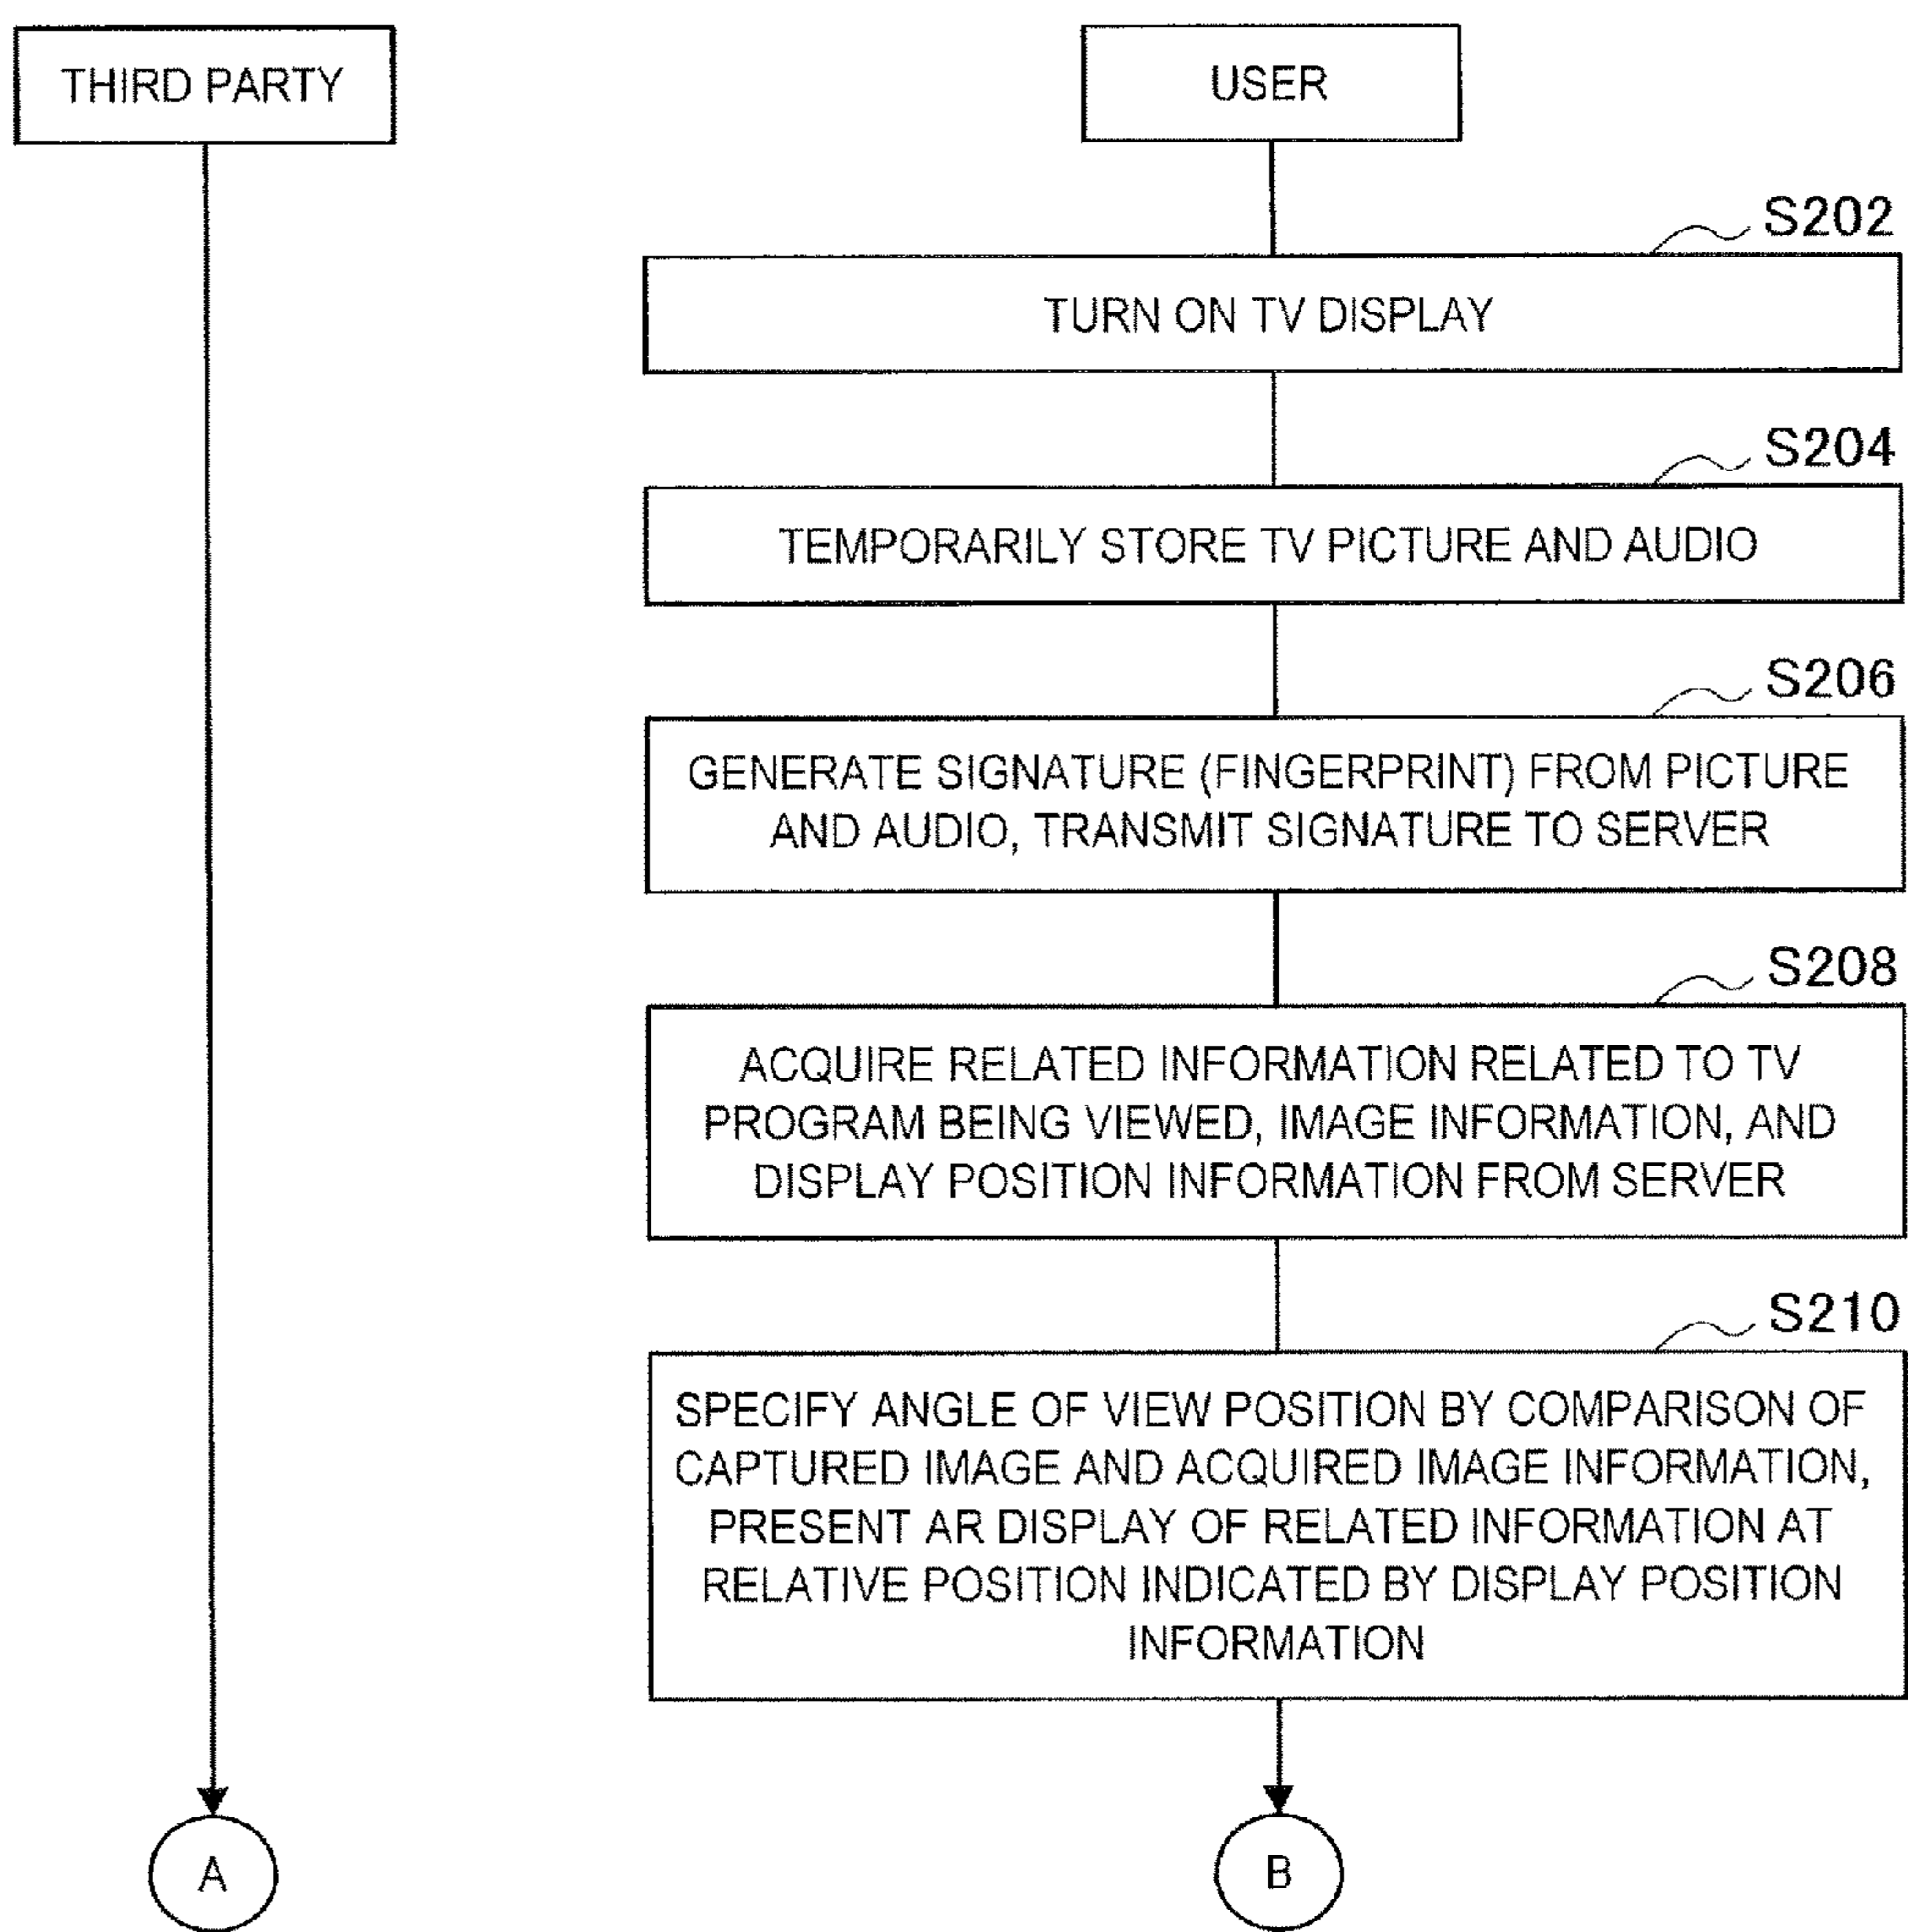 THIRD PARTY
USER
S202
TURN ON TV DISPLAY
S204
TEMPORARILY STORE TV PICTURE AND AUDIO
S206
GENERATE SIGNATURE (FINGERPRINT) FROM PICTURE
AND AUDIO, TRANSMIT SIGNATURE TO SERVER
S208
ACQUIRE RELATED INFORMATION RELATED TO TV
PROGRAM BEING VIEWED, IMAGE INFORMATION, AND
DISPLAY POSITION INFORMATION FROM SERVER
S210
SPECIFY ANGLE OF VIEW POSITION BY COMPARISON OF
CAPTURED IMAGE AND ACQUIRED IMAGE INFORMATION,
PRESENT AR DISPLAY OF RELATED INFORMATION AT
RELATIVE POSITION INDICATED BY DISPLAY POSITION
INFORMATION
A
B